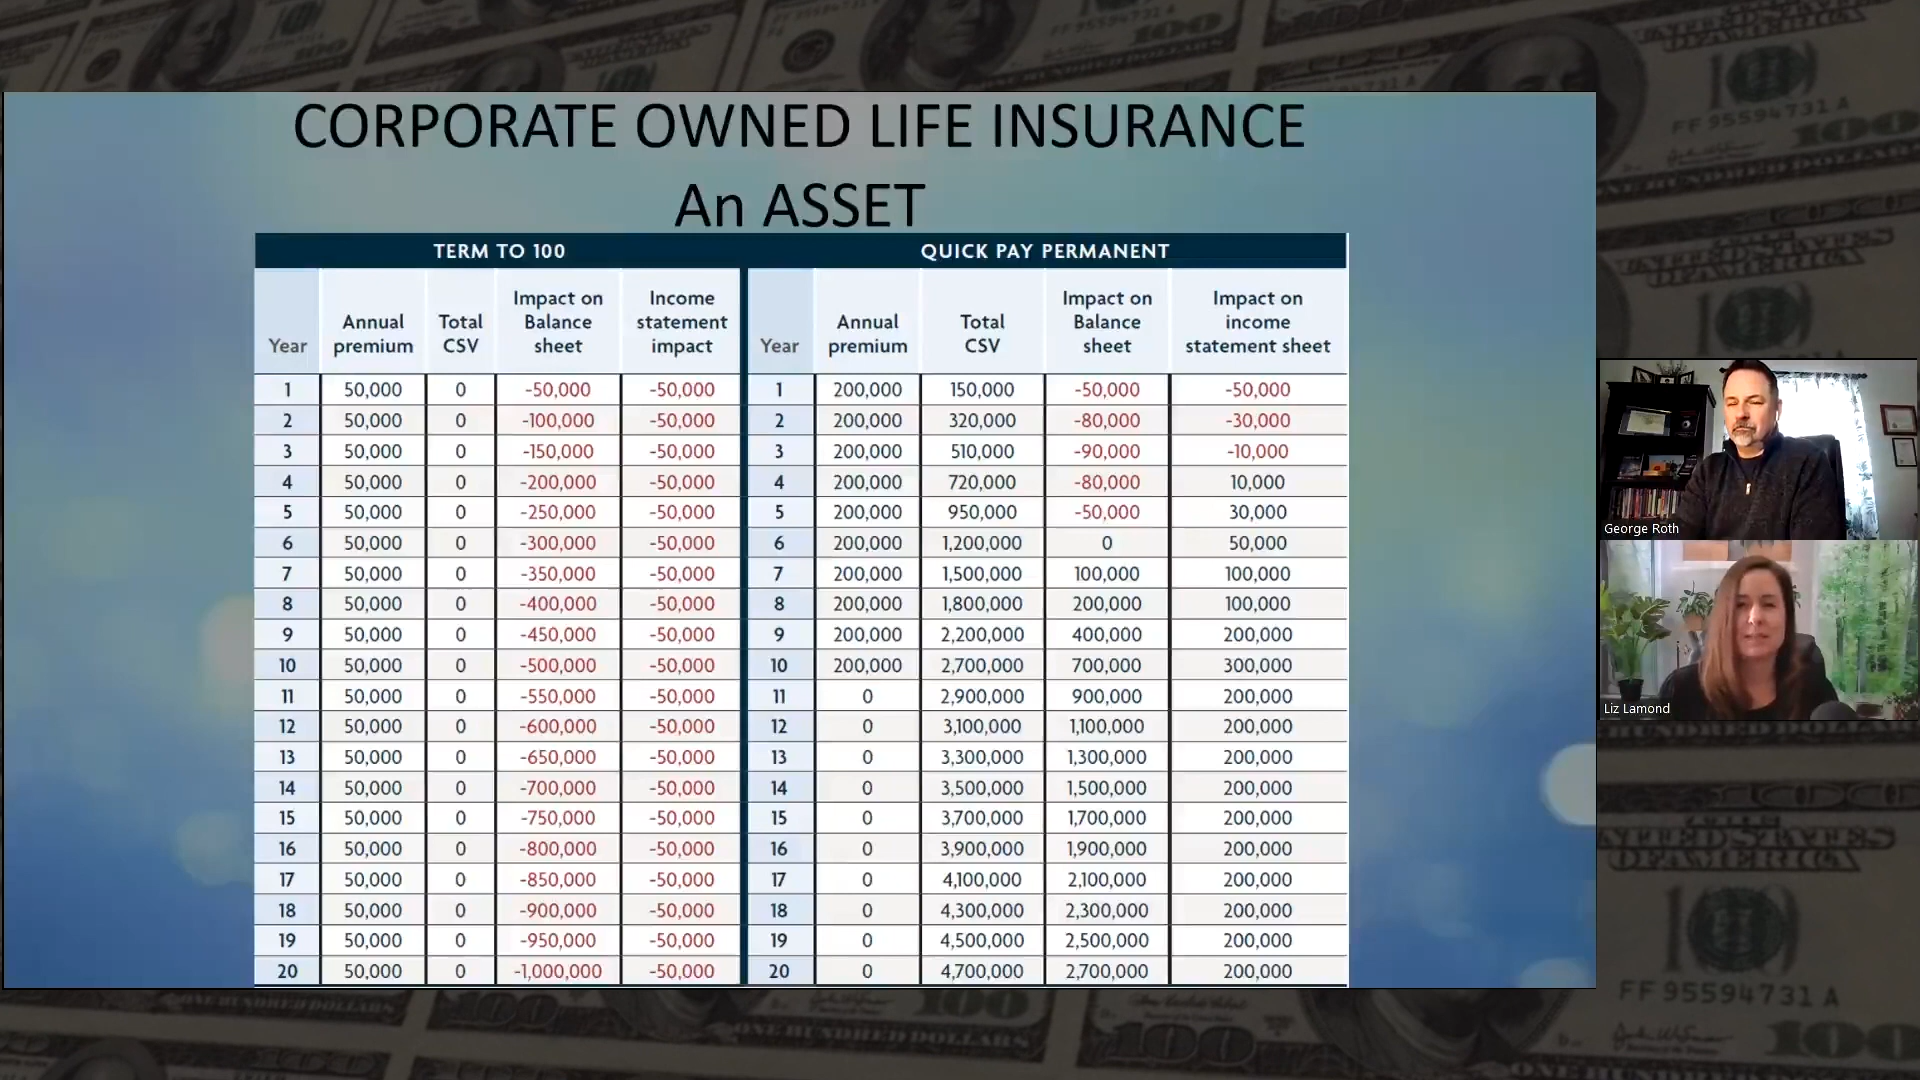 CORPORATE OWNED LIFE INSURANCE
An ASSET
TERM TO 100 QUICK PAY PERMANENT
Year Annual premium Total CSV Impact on Balance sheet Income statement impact Year Annual premium Total CSV Impact on Balance sheet Impact on income statement sheet
1 50,000 0 -50,000 -50,000 1 200,000 150,000 -50,000 -50,000
2 50,000 0 -100,000 -50,000 2 200,000 320,000 -80,000 -30,000
3 50,000 0 -150,000 -50,000 3 200,000 510,000 -90,000 -10,000
4 50,000 0 -200,000 -50,000 4 200,000 720,000 -80,000 10,000
5 50,000 0 -250,000 -50,000 5 200,000 950,000 -50,000 30,000
6 50,000 0 -300,000 -50,000 6 200,000 1,200,000 0 50,000
7 50,000 0 -350,000 -50,000 7 200,000 1,500,000 100,000 100,000
8 50,000 0 -400,000 -50,000 8 200,000 1,800,000 200,000 100,000
9 50,000 0 -450,000 -50,000 9 200,000 2,200,000 400,000 200,000
10 50,000 0 -500,000 -50,000 10 200,000 2,700,000 700,000 300,000
11 50,000 0 -550,000 -50,000 11 0 2,900,000 900,000 200,000
12 50,000 0 -600,000 -50,000 12 0 3,100,000 1,100,000 200,000
13 50,000 0 -650,000 -50,000 13 0 3,300,000 1,300,000 200,000
14 50,000 0 -700,000 -50,000 14 0 3,500,000 1,500,000 200,000
15 50,000 0 -750,000 -50,000 15 0 3,700,000 1,700,000 200,000
16 50,000 0 -800,000 -50,000 16 0 3,900,000 1,900,000 200,000
17 50,000 0 -850,000 -50,000 17 0 4,100,000 2,100,000 200,000
18 50,000 0 -900,000 -50,000 18 0 4,300,000 2,300,000 200,000
19 50,000 0 -950,000 -50,000 19 0 4,500,000 2,500,000 200,000
20 50,000 0 -1,000,000 -50,000 20 0 4,700,000 2,700,000 200,000
George Roth
Liz Lamond
FF 95594731 A